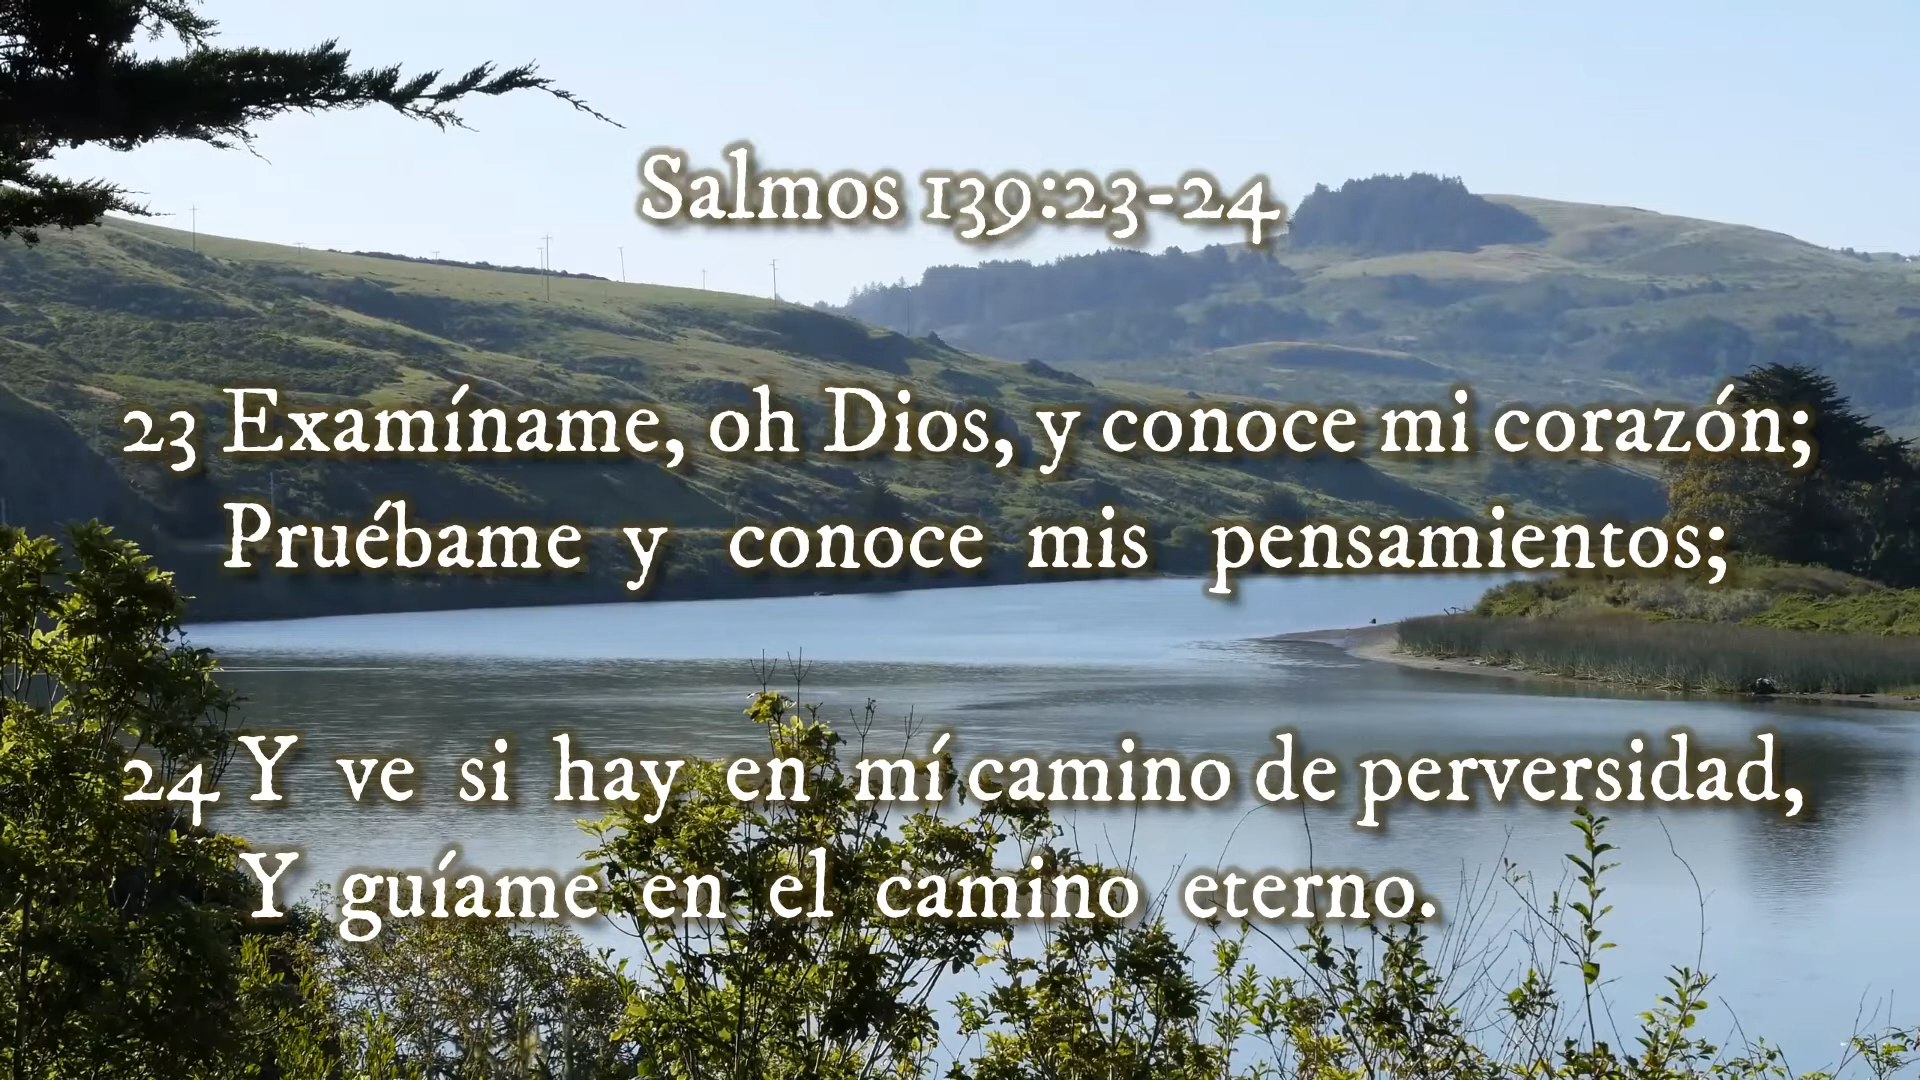 Salmos 139:23-24
23 Examíname, oh Dios, y conoce mi corazón;
Pruébame y conoce mis pensamientos;
24 Y ve si hay en mí camino de perversidad,
Y guíame en el camino eterno.